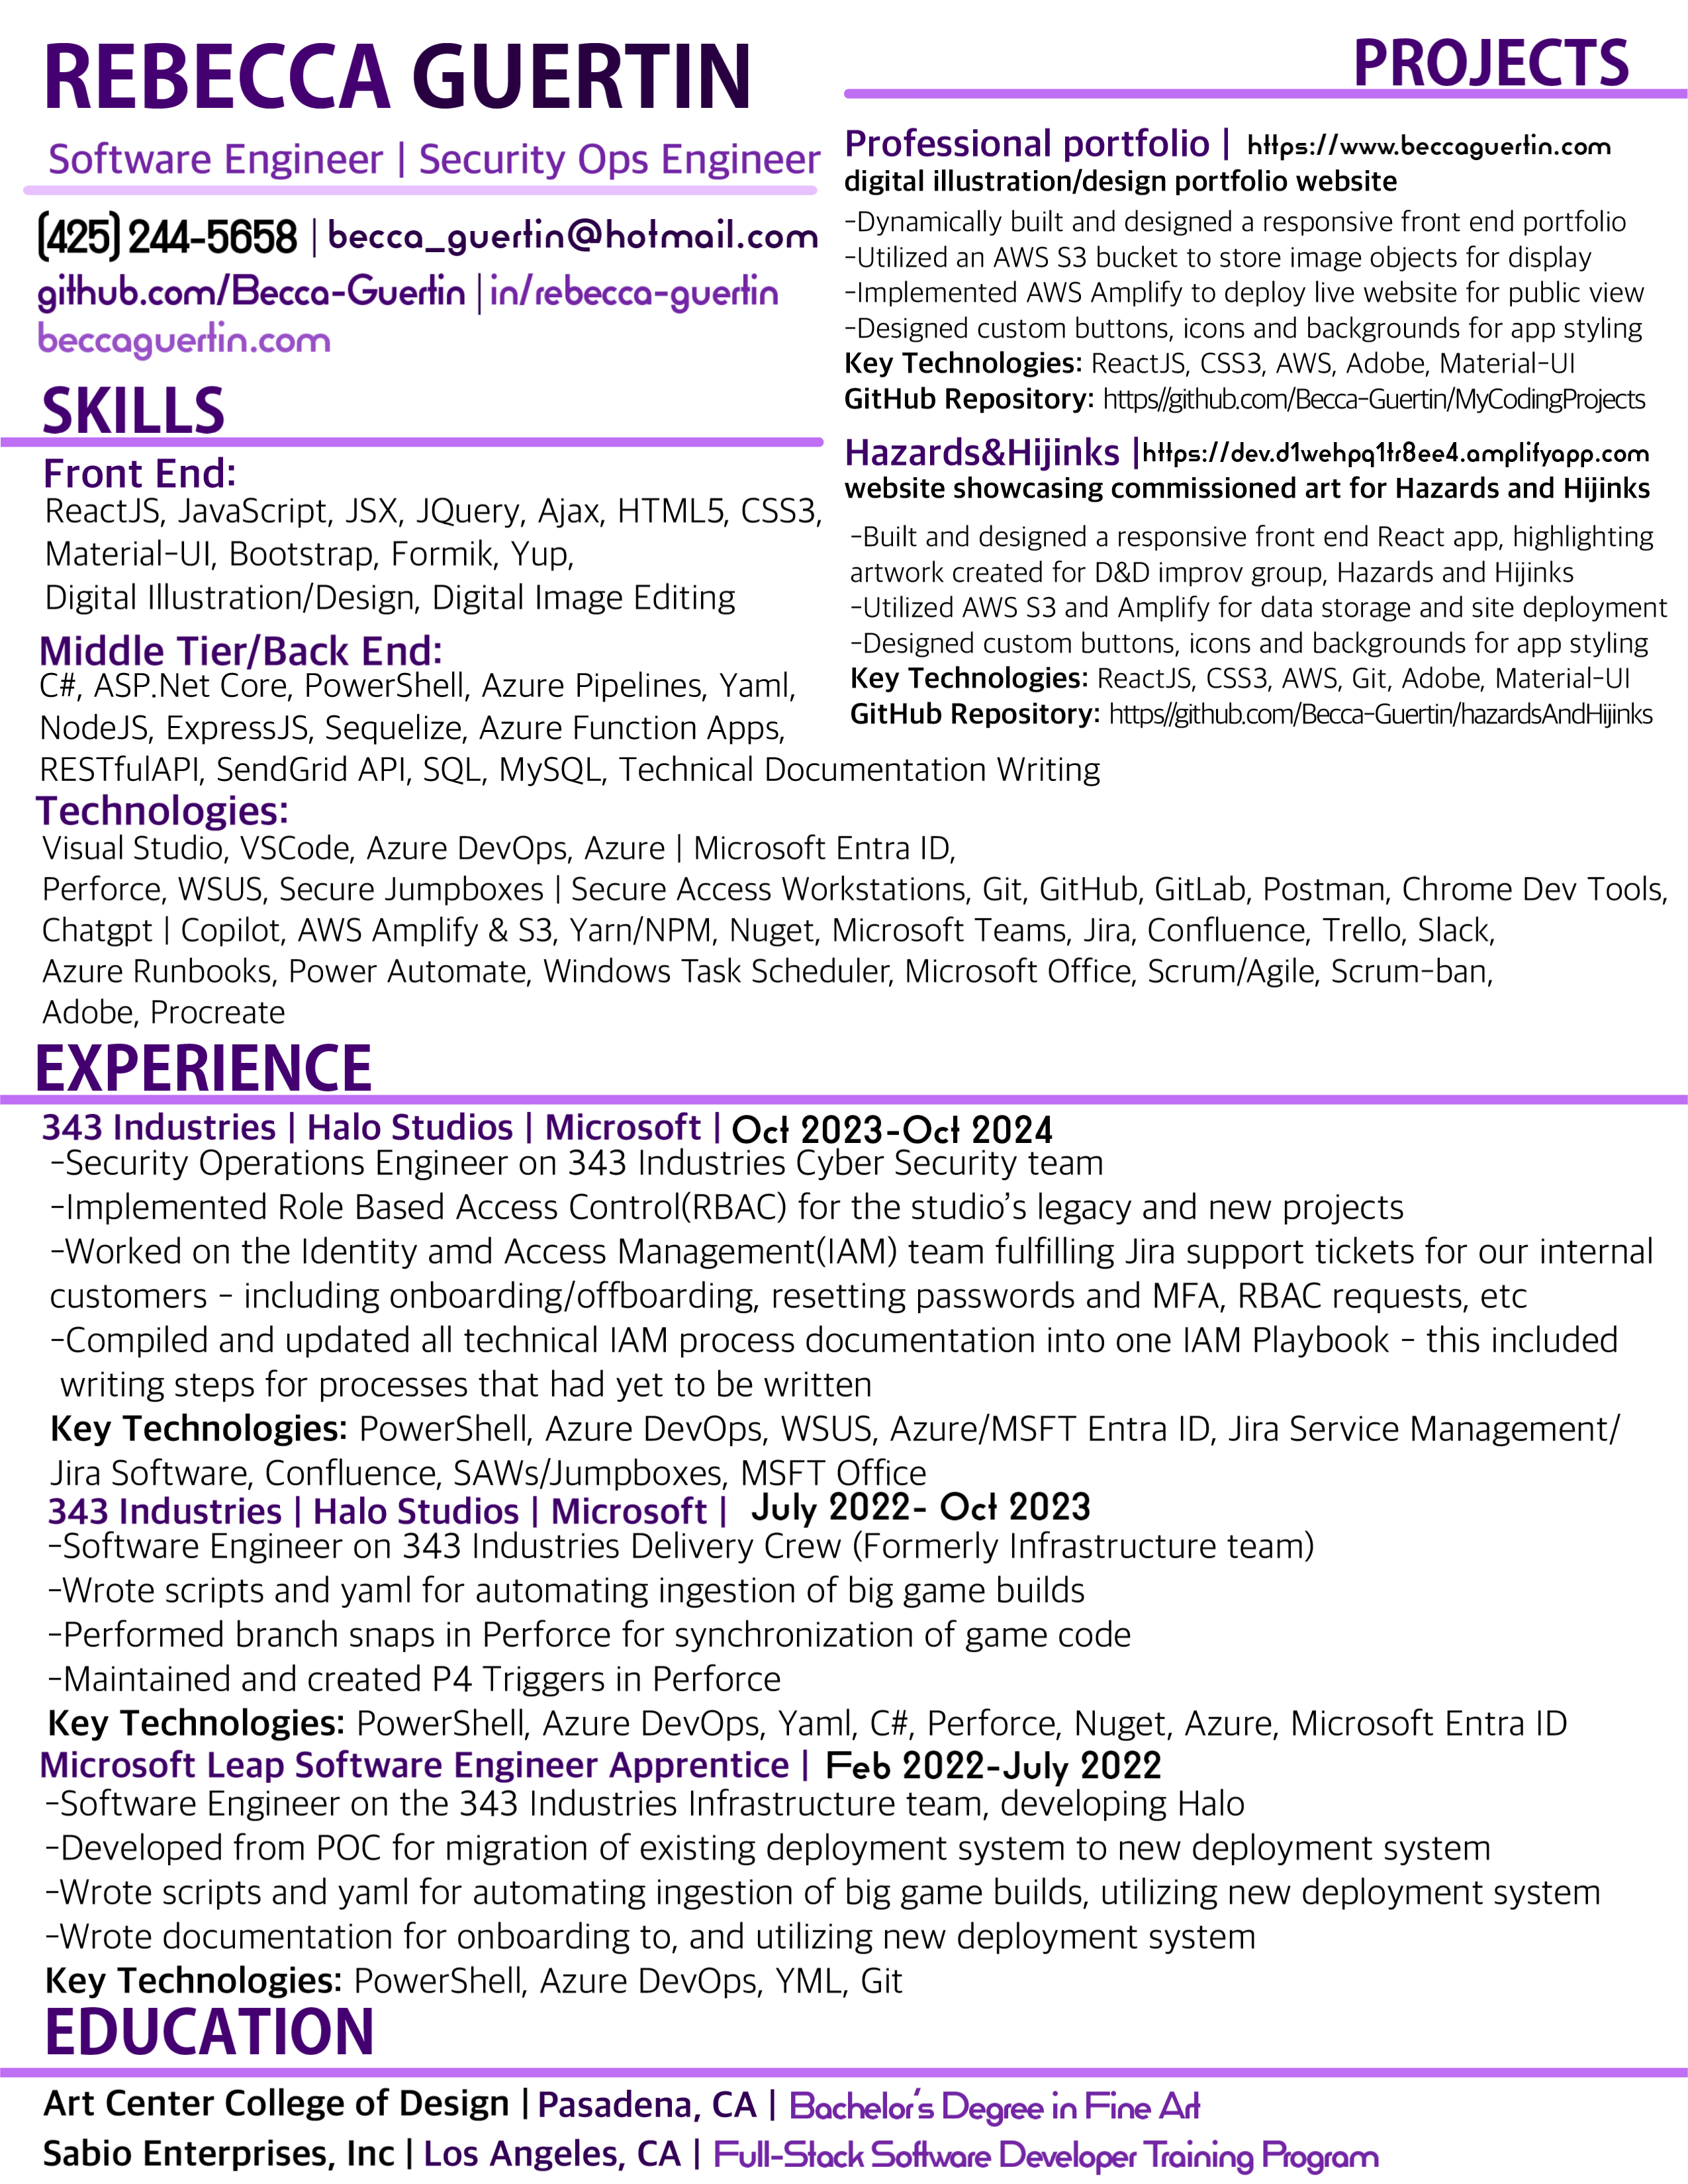 REBECCA GUERTIN
Software Engineer | Security Ops Engineer
(425) 244-5658 | becca_guertin@hotmail.com
github.com/Becca-Guertin | in/rebecca-guertin
beccaguertin.com
SKILLS
Front End:
ReactJS, JavaScript, JSX, JQuery, Ajax, HTML5, CSS3,
Material-UI, Bootstrap, Formik, Yup,
Digital Illustration/Design, Digital Image Editing
Middle Tier/Back End:
C#, ASP.Net Core, PowerShell, Azure Pipelines, Yaml,
NodeJS, ExpressJS, Sequelize, Azure Function Apps,
RESTfulAPI, SendGrid API, SQL, MySQL, Technical Documentation Writing
Technologies:
Visual Studio, VSCode, Azure DevOps, Azure | Microsoft Entra ID,
Perforce, WSUS, Secure Jumpboxes | Secure Access Workstations, Git, GitHub, GitLab, Postman, Chrome Dev Tools,
Chatgpt | Copilot, AWS Amplify & S3, Yarn/NPM, Nuget, Microsoft Teams, Jira, Confluence, Trello, Slack,
Azure Runbooks, Power Automate, Windows Task Scheduler, Microsoft Office, Scrum/Agile, Scrum-ban,
Adobe, Procreate
PROJECTS
Professional portfolio | https://www.beccaguertin.com
digital illustration/design portfolio website
-Dynamically built and designed a responsive front end portfolio
-Utilized an AWS S3 bucket to store image objects for display
-Implemented AWS Amplify to deploy live website for public view
-Designed custom buttons, icons and backgrounds for app styling
Key Technologies: ReactJS, CSS3, AWS, Adobe, Material-UI
GitHub Repository: https//github.com/Becca-Guertin/MyCodingProjects
Hazards&Hijinks |https://dev.d1wehpq1tr8ee4.amplifyapp.com
website showcasing commissioned art for Hazards and Hijinks
-Built and designed a responsive front end React app, highlighting
artwork created for D&D improv group, Hazards and Hijinks
-Utilized AWS S3 and Amplify for data storage and site deployment
-Designed custom buttons, icons and backgrounds for app styling
Key Technologies: ReactJS, CSS3, AWS, Git, Adobe, Material-UI
GitHub Repository: https//github.com/Becca-Guertin/hazardsAndHijinks
EXPERIENCE
343 Industries | Halo Studios | Microsoft | Oct 2023-Oct 2024
-Security Operations Engineer on 343 Industries Cyber Security team
-Implemented Role Based Access Control(RBAC) for the studio's legacy and new projects
-Worked on the Identity amd Access Management(IAM) team fulfilling Jira support tickets for our internal
customers - including onboarding/offboarding, resetting passwords and MFA, RBAC requests, etc
-Compiled and updated all technical IAM process documentation into one IAM Playbook - this included
writing steps for processes that had yet to be written
Key Technologies: PowerShell, Azure DevOps, WSUS, Azure/MSFT Entra ID, Jira Service Management/
Jira Software, Confluence, SAWs/Jumpboxes, MSFT Office
343 Industries | Halo Studios | Microsoft | July 2022- Oct 2023
-Software Engineer on 343 Industries Delivery Crew (Formerly Infrastructure team)
-Wrote scripts and yaml for automating ingestion of big game builds
-Performed branch snaps in Perforce for synchronization of game code
-Maintained and created P4 Triggers in Perforce
Key Technologies: PowerShell, Azure DevOps, Yaml, C#, Perforce, Nuget, Azure, Microsoft Entra ID
Microsoft Leap Software Engineer Apprentice | Feb 2022-July 2022
-Software Engineer on the 343 Industries Infrastructure team, developing Halo
-Developed from POC for migration of existing deployment system to new deployment system
-Wrote scripts and yaml for automating ingestion of big game builds, utilizing new deployment system
-Wrote documentation for onboarding to, and utilizing new deployment system
Key Technologies: PowerShell, Azure DevOps, YML, Git
EDUCATION
Art Center College of Design | Pasadena, CA | Bachelor's Degree in Fine Art
Sabio Enterprises, Inc | Los Angeles, CA | Full-Stack Software Developer Training Program